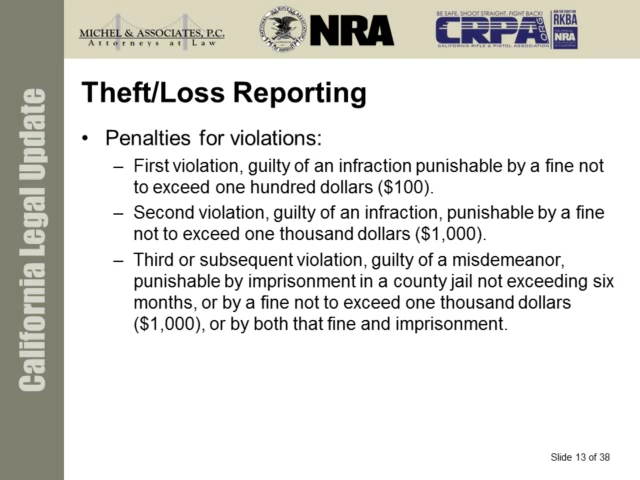 MICHEL & ASSOCIATES, P.C.
Attorneys at Law
NRA
BE SAFE, SHOOT STRAIGHT, FIGHT BACK!
CRPA.ORG
CALIFORNIA RIFLE & PISTOL ASSOCIATION
RKBA
NRA
California Legal Update
Theft/Loss Reporting
• Penalties for violations:
– First violation, guilty of an infraction punishable by a fine not
to exceed one hundred dollars ($100).
– Second violation, guilty of an infraction, punishable by a fine
not to exceed one thousand dollars ($1,000).
– Third or subsequent violation, guilty of a misdemeanor,
punishable by imprisonment in a county jail not exceeding six
months, or by a fine not to exceed one thousand dollars
($1,000), or by both that fine and imprisonment.
Slide 13 of 38